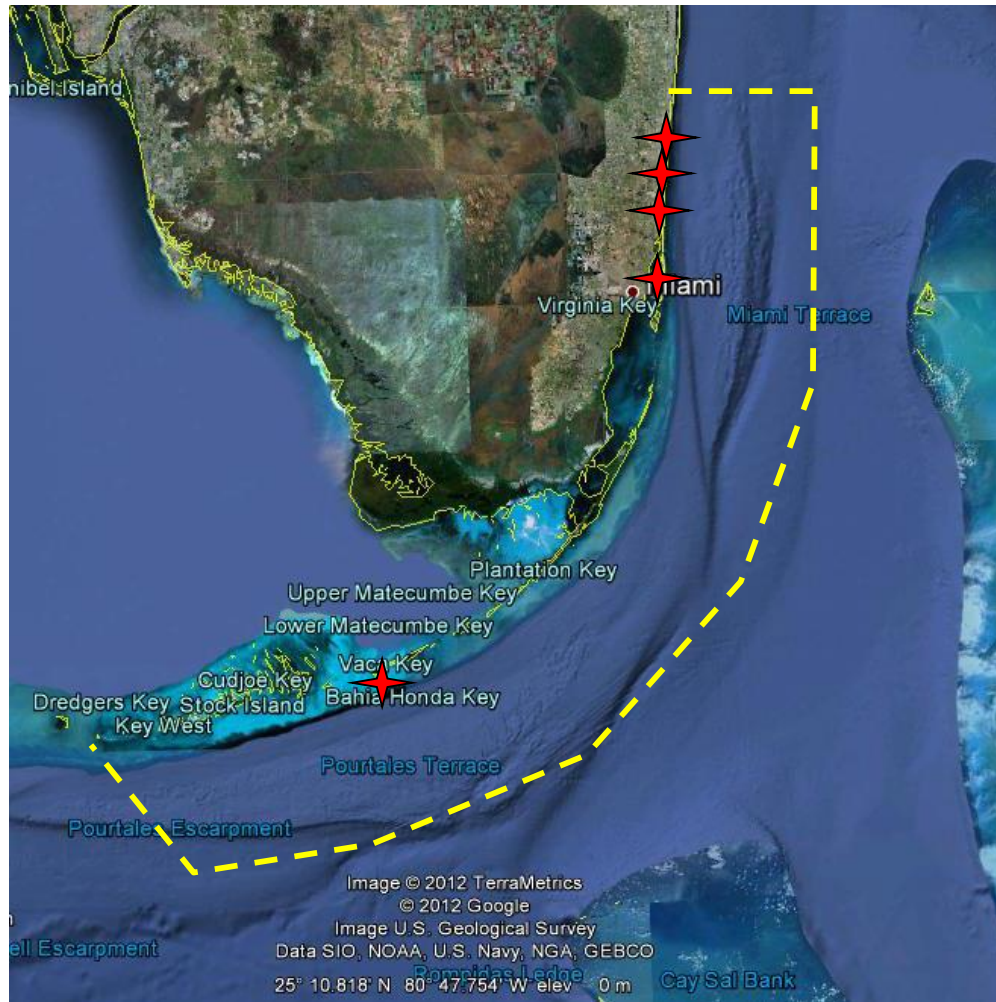 nibel Island
Miami
Virginia Key
Miami Terrace
Plantation Key
Upper Matecumbe Key
Lower Matecumbe Key
Vaca Key
Cudjoe Key
Bahia Honda Key
Dredgers Key
Stock Island
Key West
Pourtales Terrace
Pourtales Escarpment
Image © 2012 TerraMetrics
© 2012 Google
Image U.S. Geological Survey
ell Escarpment
Data SIO, NOAA, U.S. Navy, NGA, GEBCO
Rompidas Ledge
Cay Sal Bank
25° 10.818' N 80° 47.754' W elev 0 m